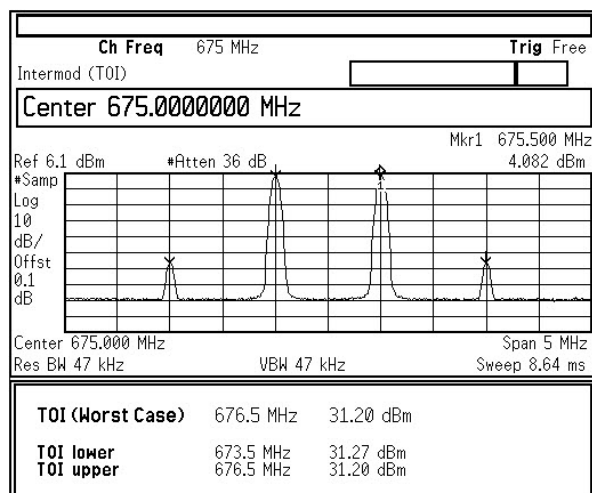 Ch Freq 675 MHz Trig Free
Intermod (TOI)
Center 675.0000000 MHz
Mkr1 675.500 MHz
Ref 6.1 dBm #Atten 36 dB 4.082 dBm
#Samp
Log
10
dB/
Offst
0.1
dB
Center 675.000 MHz Span 5 MHz
Res BW 47 kHz VBW 47 kHz Sweep 8.64 ms
TOI (Worst Case) 676.5 MHz 31.20 dBm
TOI lower 673.5 MHz 31.27 dBm
TOI upper 676.5 MHz 31.20 dBm